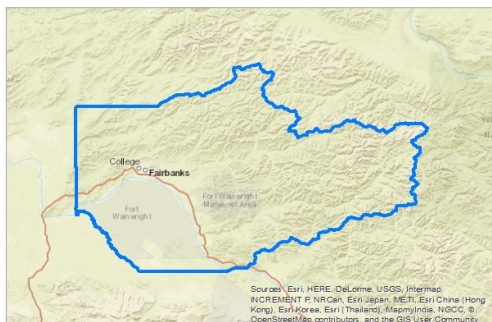 College
Fairbanks
Fort
Wainwright
Fort Wainwright
Maneuver Area
Sources: Esri, HERE, DeLorme, USGS, Intermap,
INCREMENT P, NRCan, Esri Japan, METI, Esri China (Hong
Kong), Esri Korea, Esri (Thailand), MapmyIndia, NGCC, ©
OpenStreetMap contributors, and the GIS User Community